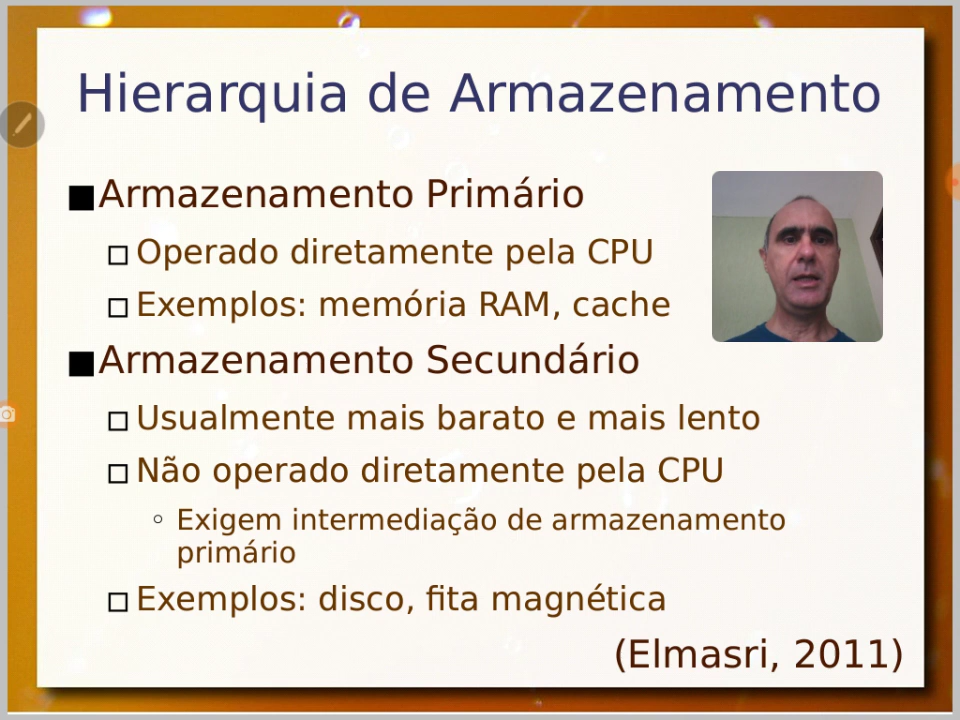 Hierarquia de Armazenamento
Armazenamento Primário
Operado diretamente pela CPU
Exemplos: memória RAM, cache
Armazenamento Secundário
Usualmente mais barato e mais lento
Não operado diretamente pela CPU
Exigem intermediação de armazenamento
primário
Exemplos: disco, fita magnética
(Elmasri, 2011)